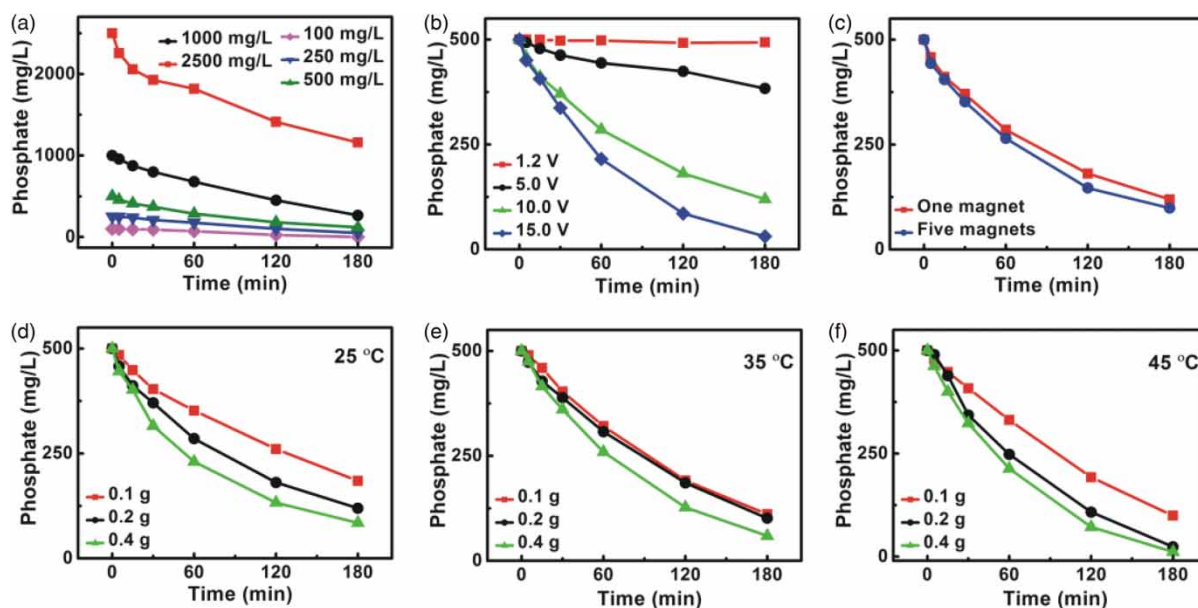 (a)
1000 mg/L
2500 mg/L
100 mg/L
250 mg/L
500 mg/L
Phosphate (mg/L)
2000
1000
0
0 60 120 180
Time (min)
(b)
Phosphate (mg/L)
500
250
0
1.2 V
5.0 V
10.0 V
15.0 V
0 60 120 180
Time (min)
(c)
Phosphate (mg/L)
500
250
0
One magnet
Five magnets
0 60 120 180
Time (min)
(d)
25 °C
Phosphate (mg/L)
500
250
0
0.1 g
0.2 g
0.4 g
0 60 120 180
Time (min)
(e)
35 °C
Phosphate (mg/L)
500
250
0
0.1 g
0.2 g
0.4 g
0 60 120 180
Time (min)
(f)
45 °C
Phosphate (mg/L)
500
250
0
0.1 g
0.2 g
0.4 g
0 60 120 180
Time (min)